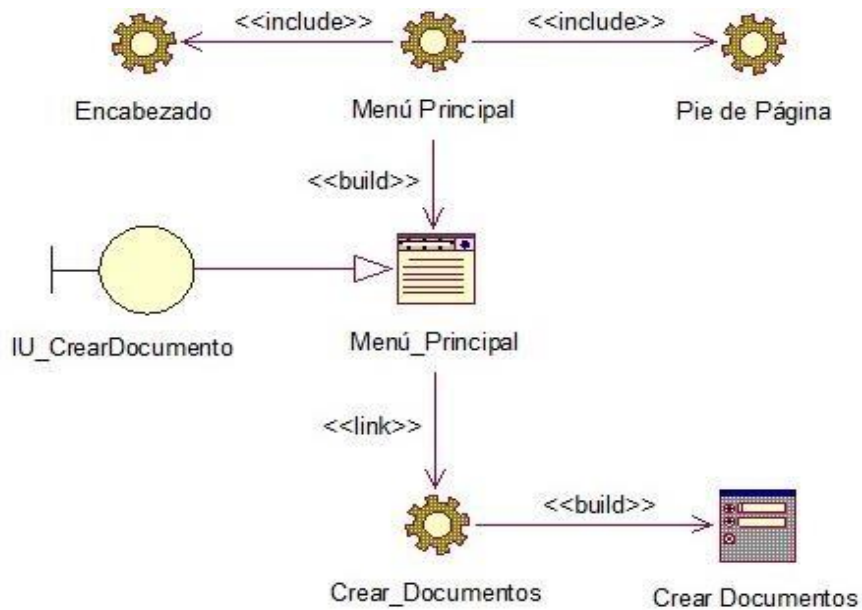 <<include>>
<<include>>
Encabezado
Menú Principal
Pie de Página
<<build>>
IU_CrearDocumento
Menú_Principal
<<link>>
<<build>>
Crear_Documentos
Crear Documentos